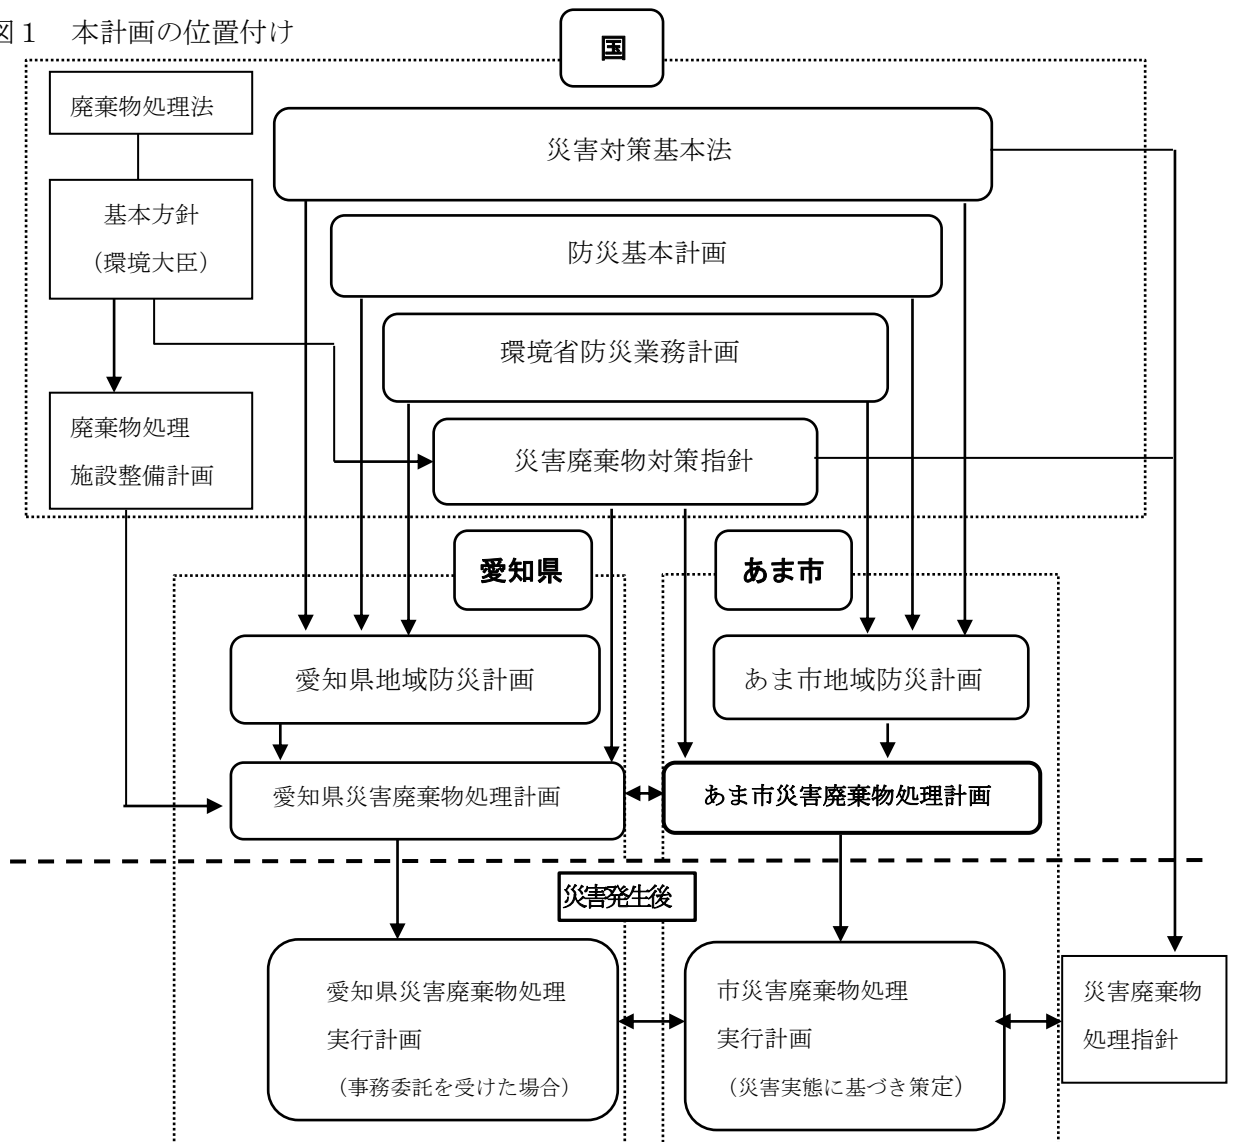 図１　本計画の位置付け
国
廃棄物処理法
災害対策基本法
基本方針
（環境大臣）
防災基本計画
環境省防災業務計画
廃棄物処理
施設整備計画
災害廃棄物対策指針
愛知県
あま市
愛知県地域防災計画
あま市地域防災計画
愛知県災害廃棄物処理計画
あま市災害廃棄物処理計画
災害発生後
愛知県災害廃棄物処理
実行計画
（事務委託を受けた場合）
市災害廃棄物処理
実行計画
（災害実態に基づき策定）
災害廃棄物
処理指針